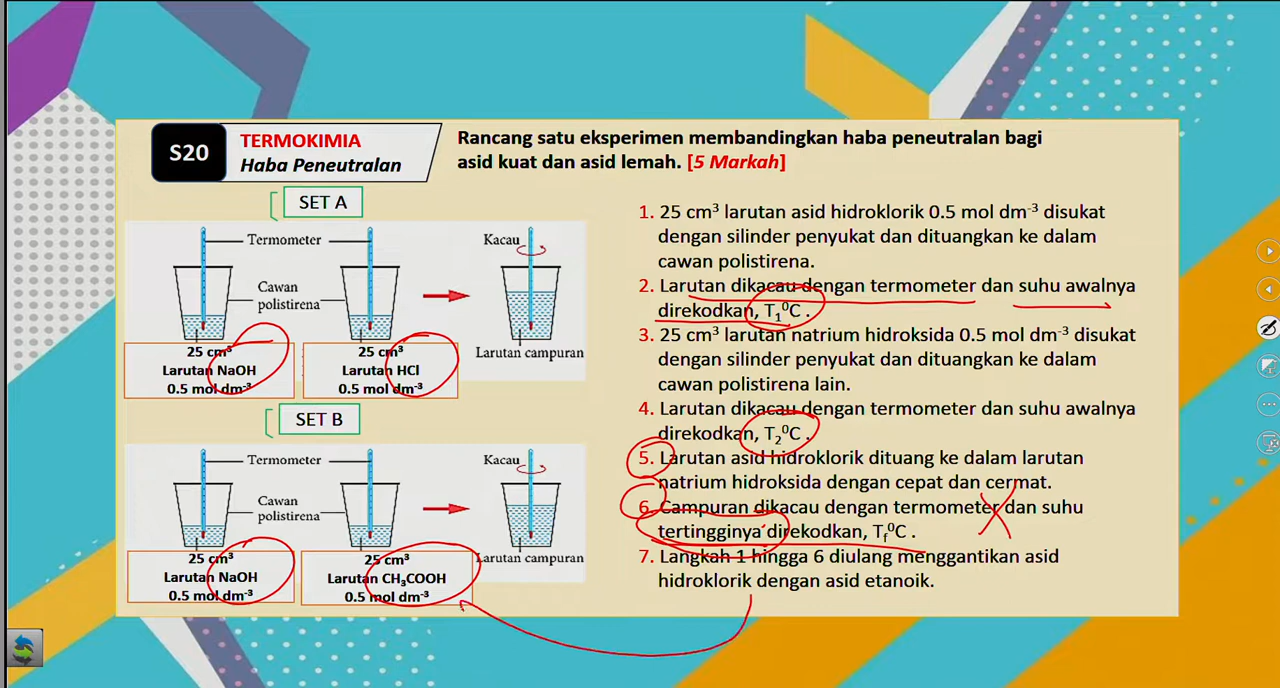 S20
TERMOKIMIA
Haba Peneutralan
Rancang satu eksperimen membandingkan haba peneutralan bagi
asid kuat dan asid lemah. [5 Markah]
SET A
Termometer
Kacau
Cawan
polistirena
Larutan campuran
25 cm³
Larutan NaOH
0.5 mol dm⁻³
25 cm³
Larutan HCl
0.5 mol dm⁻³
SET B
Termometer
Kacau
Cawan
polistirena
Larutan campuran
25 cm³
Larutan NaOH
0.5 mol dm⁻³
25 cm³
Larutan CH₃COOH
0.5 mol dm⁻³
1. 25 cm³ larutan asid hidroklorik 0.5 mol dm⁻³ disukat
dengan silinder penyukat dan dituangkan ke dalam
cawan polistirena.
2. Larutan dikacau dengan termometer dan suhu awalnya
direkodkan, T₁⁰C .
3. 25 cm³ larutan natrium hidroksida 0.5 mol dm⁻³ disukat
dengan silinder penyukat dan dituangkan ke dalam
cawan polistirena lain.
4. Larutan dikacau dengan termometer dan suhu awalnya
direkodkan, T₂⁰C .
5. Larutan asid hidroklorik dituang ke dalam larutan
natrium hidroksida dengan cepat dan cermat.
6. Campuran dikacau dengan termometer dan suhu
tertingginya direkodkan, T_f⁰C .
7. Langkah 1 hingga 6 diulang menggantikan asid
hidroklorik dengan asid etanoik.